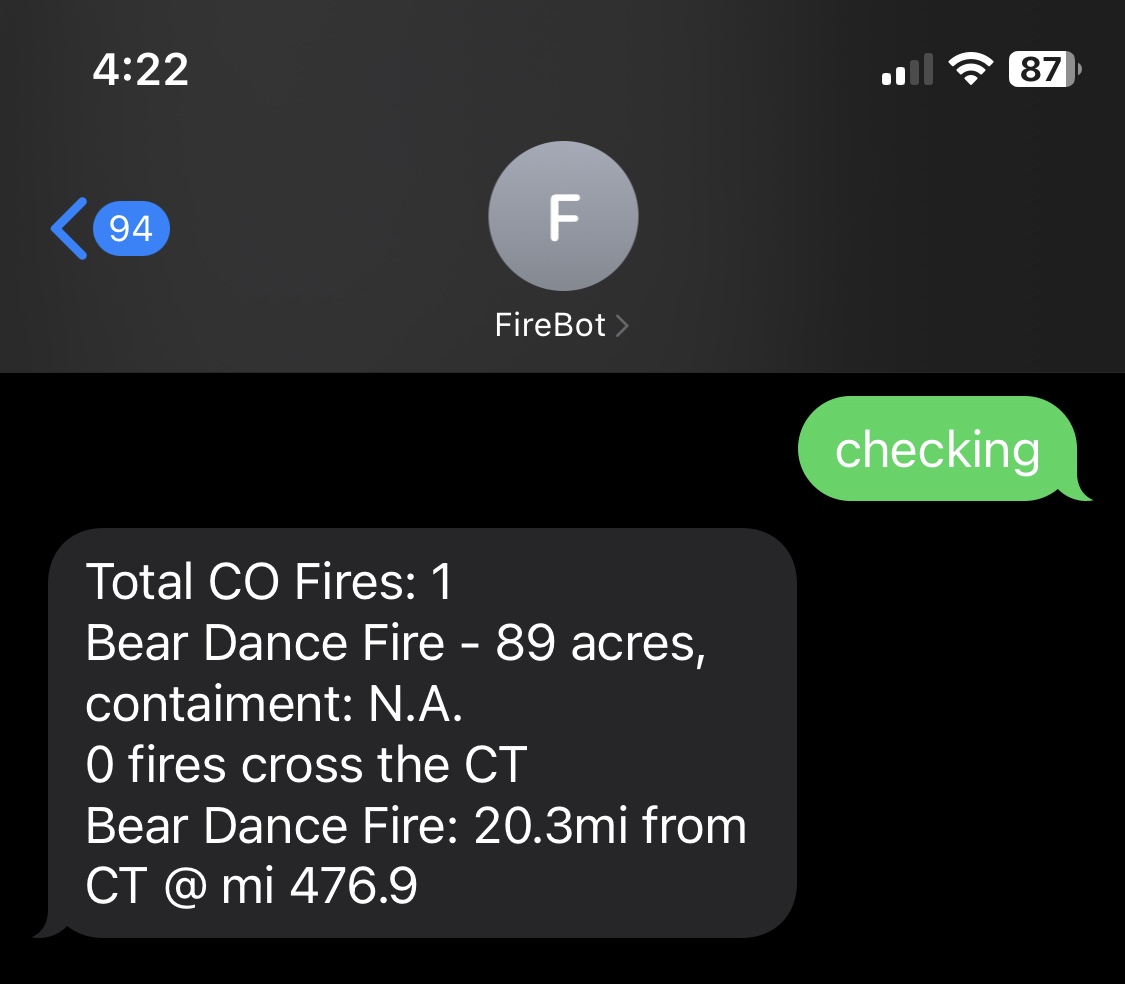 4:22
87
94
F
FireBot
checking
Total CO Fires: 1
Bear Dance Fire - 89 acres,
contaiment: N.A.
0 fires cross the CT
Bear Dance Fire: 20.3mi from
CT @ mi 476.9